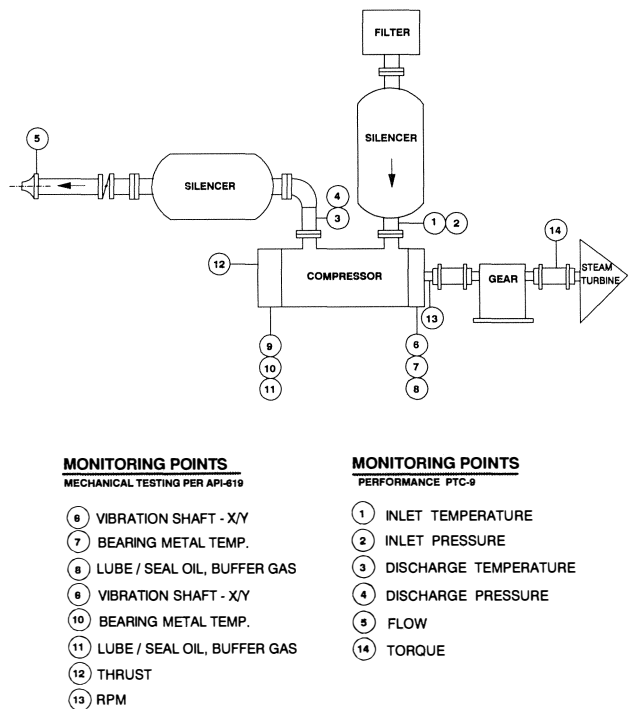 FILTER
5
SILENCER
SILENCER
4
3
1 2
14
12
COMPRESSOR
GEAR
STEAM
TURBINE
13
9
10
11
6
7
8
MONITORING POINTS
MECHANICAL TESTING PER API-619
6 VIBRATION SHAFT - X/Y
7 BEARING METAL TEMP.
8 LUBE / SEAL OIL, BUFFER GAS
9 VIBRATION SHAFT - X/Y
10 BEARING METAL TEMP.
11 LUBE / SEAL OIL, BUFFER GAS
12 THRUST
13 RPM
MONITORING POINTS
PERFORMANCE PTC-9
1 INLET TEMPERATURE
2 INLET PRESSURE
3 DISCHARGE TEMPERATURE
4 DISCHARGE PRESSURE
5 FLOW
14 TORQUE